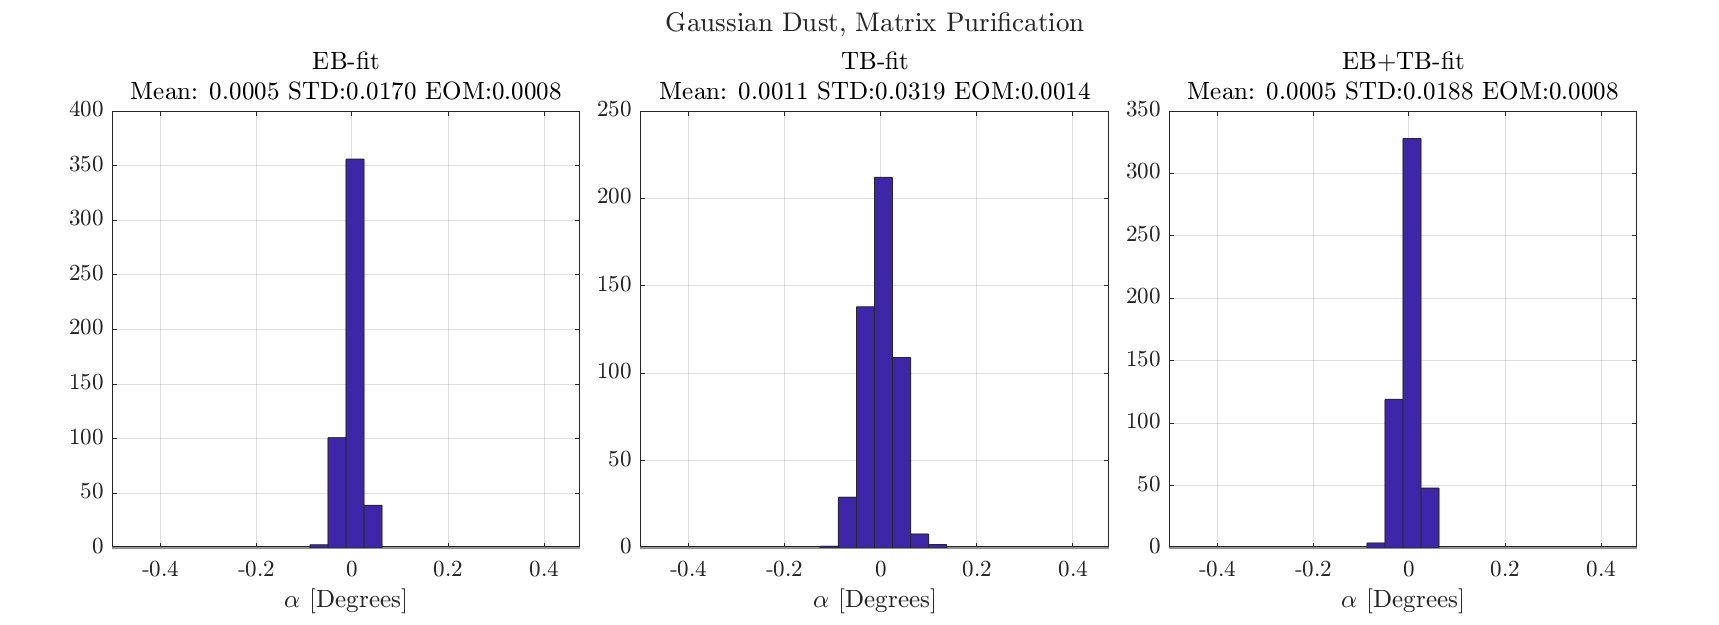 Gaussian Dust, Matrix Purification
EB-fit
Mean: 0.0005 STD:0.0170 EOM:0.0008
400
350
300
250
200
150
100
50
0
-0.4 -0.2 0 0.2 0.4
α [Degrees]
TB-fit
Mean: 0.0011 STD:0.0319 EOM:0.0014
250
200
150
100
50
0
-0.4 -0.2 0 0.2 0.4
α [Degrees]
EB+TB-fit
Mean: 0.0005 STD:0.0188 EOM:0.0008
350
300
250
200
150
100
50
0
-0.4 -0.2 0 0.2 0.4
α [Degrees]